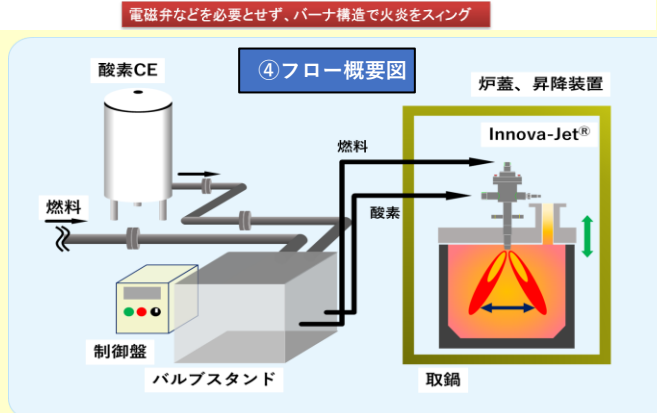 電磁弁などを必要とせず、バーナ構造で火炎をスイング
④フロー概要図
酸素CE
炉蓋、昇降装置
Innova-Jet®
燃料
燃料
酸素
制御盤
バルブスタンド
取鍋